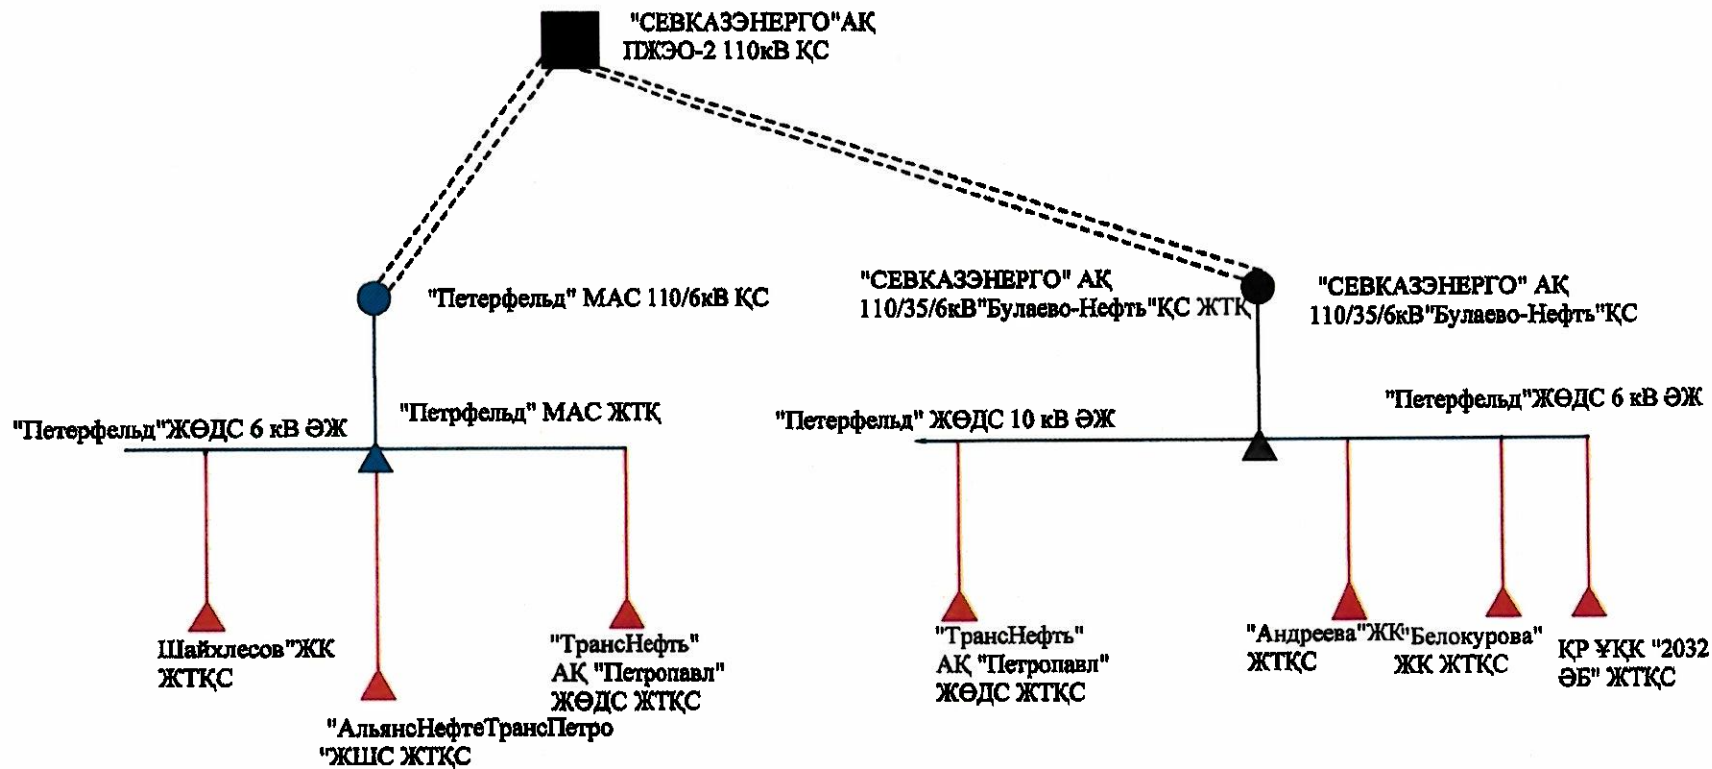 "СЕВКАЗЭНЕРГО"АҚ
ПЖЭО-2 110кВ ҚС
"Петерфельд" МАС 110/6кВ ҚС
"СЕВКАЗЭНЕРГО" АҚ
110/35/6кВ"Булаево-Нефть"ҚС ЖТҚ
"СЕВКАЗЭНЕРГО" АҚ
110/35/6кВ"Булаево-Нефть"ҚС
"Петерфельд"ЖӨДС 6 кВ ӘЖ
"Петрфельд" МАС ЖТҚ
"Петерфельд" ЖӨДС 10 кВ ӘЖ
"Петерфельд"ЖӨДС 6 кВ ӘЖ
Шайхлесов"ЖК
ЖТҚС
"АльянсНефтеТрансПетро
"ЖШС ЖТҚС
"ТрансНефть"
АҚ "Петропавл"
ЖӨДС ЖТҚС
"ТрансНефть"
АҚ "Петропавл"
ЖӨДС ЖТҚС
"Андреева"ЖК
ЖТҚС
"Белокурова"
ЖК ЖТҚС
ҚР ҰҚК "2032
ӘБ" ЖТҚС